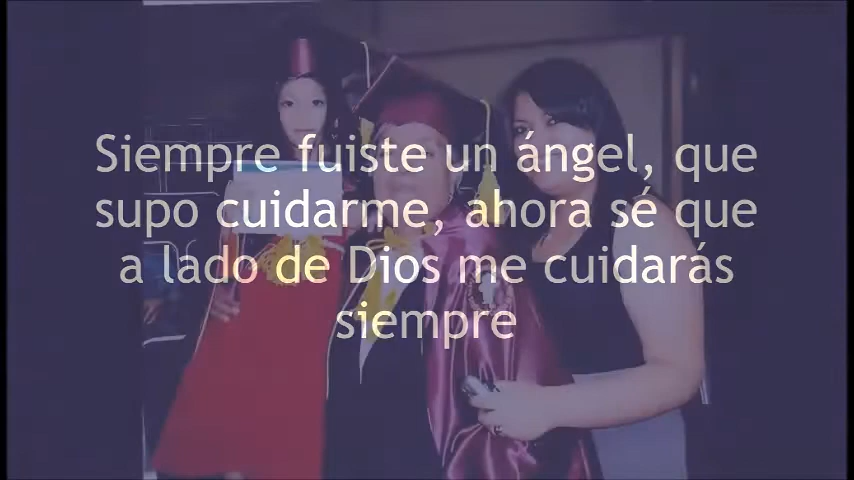 Siempre fuiste un ángel, que
supo cuidarme, ahora sé que
a lado de Dios me cuidarás
siempre